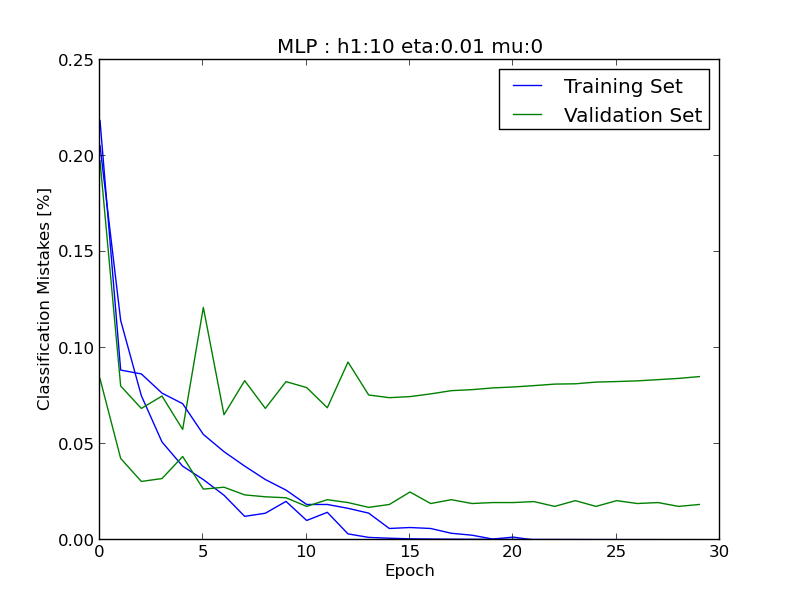 MLP : h1:10 eta:0.01 mu:0
Training Set
Validation Set
Classification Mistakes [%]
0.25
0.20
0.15
0.10
0.05
0.00
0 5 10 15 20 25 30
Epoch